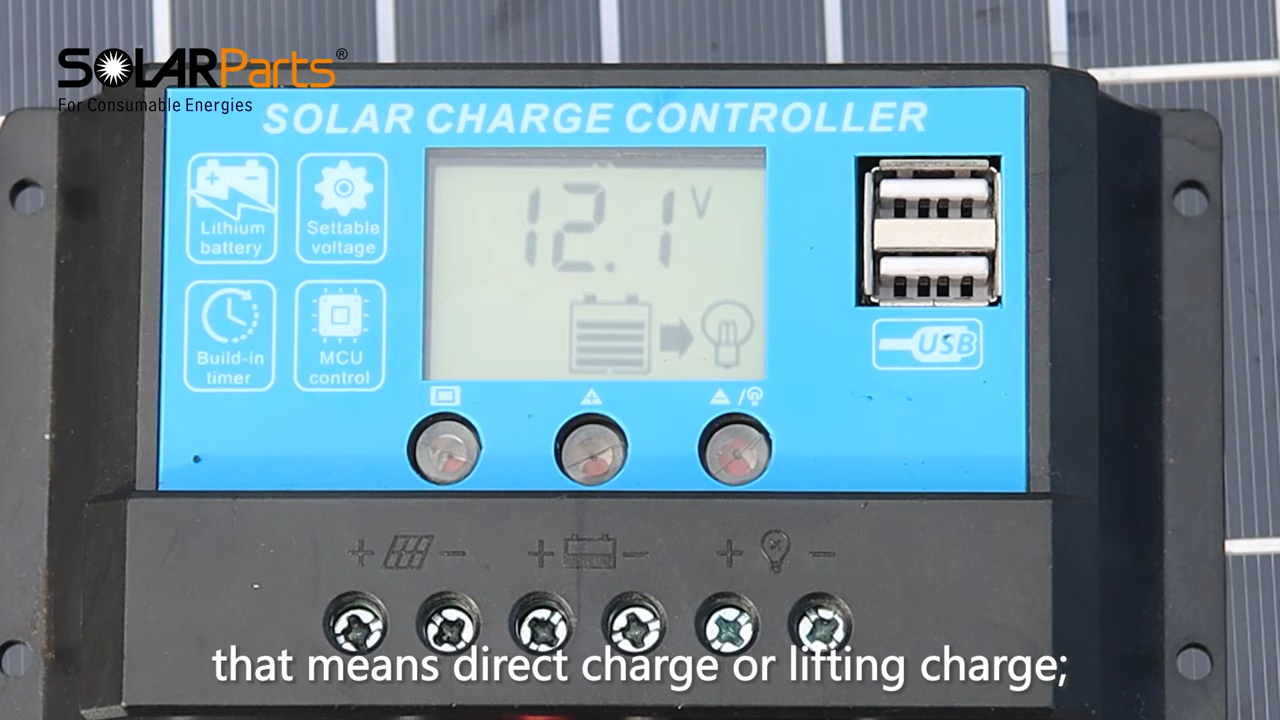 SOLARParts®
For Consumable Energies
SOLAR CHARGE CONTROLLER
Lithium
battery
Settable
voltage
Build-in
timer
MCU
control
12.1 V
USB
that means direct charge or lifting charge;